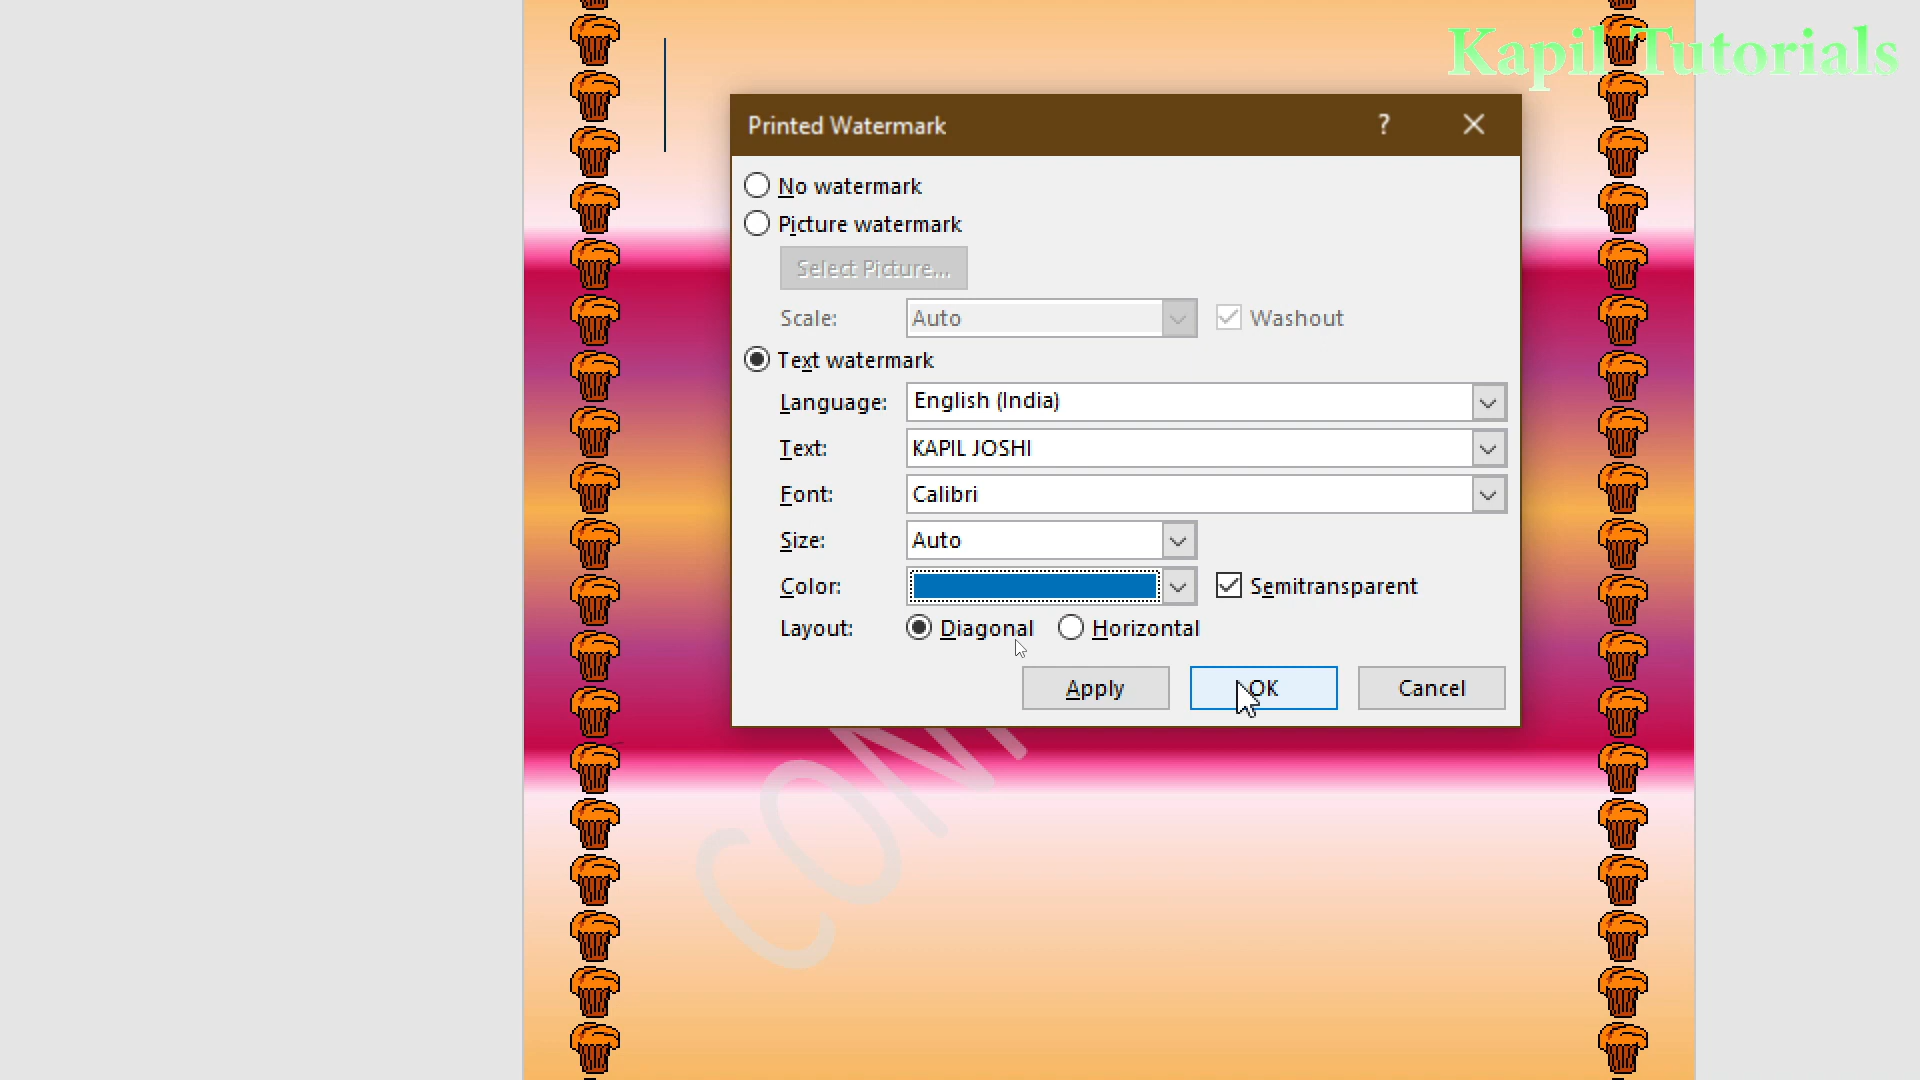 Kapil Tutorials
Printed Watermark ?
No watermark
Picture watermark
Select Picture...
Scale: Auto Washout
Text watermark
Language: English (India)
Text: KAPIL JOSHI
Font: Calibri
Size: Auto
Color: Semitransparent
Layout: Diagonal Horizontal
Apply OK Cancel
CON